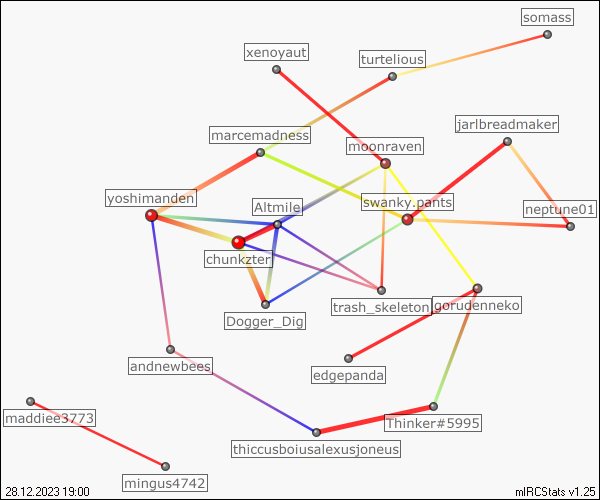 somass
xenoyaut
turtelious
jarlbreadmaker
marcemadness
moonraven
yoshimanden
Altmile
swanky.pants
neptune01
chunkzter
trash_skeleton
gorudenneko
Dogger_Dig
andnewbees
edgepanda
maddiee3773
Thinker#5995
thiccusboiusalexusjoneus
mingus4742
28.12.2023 19:00
mIRCStats v1.25